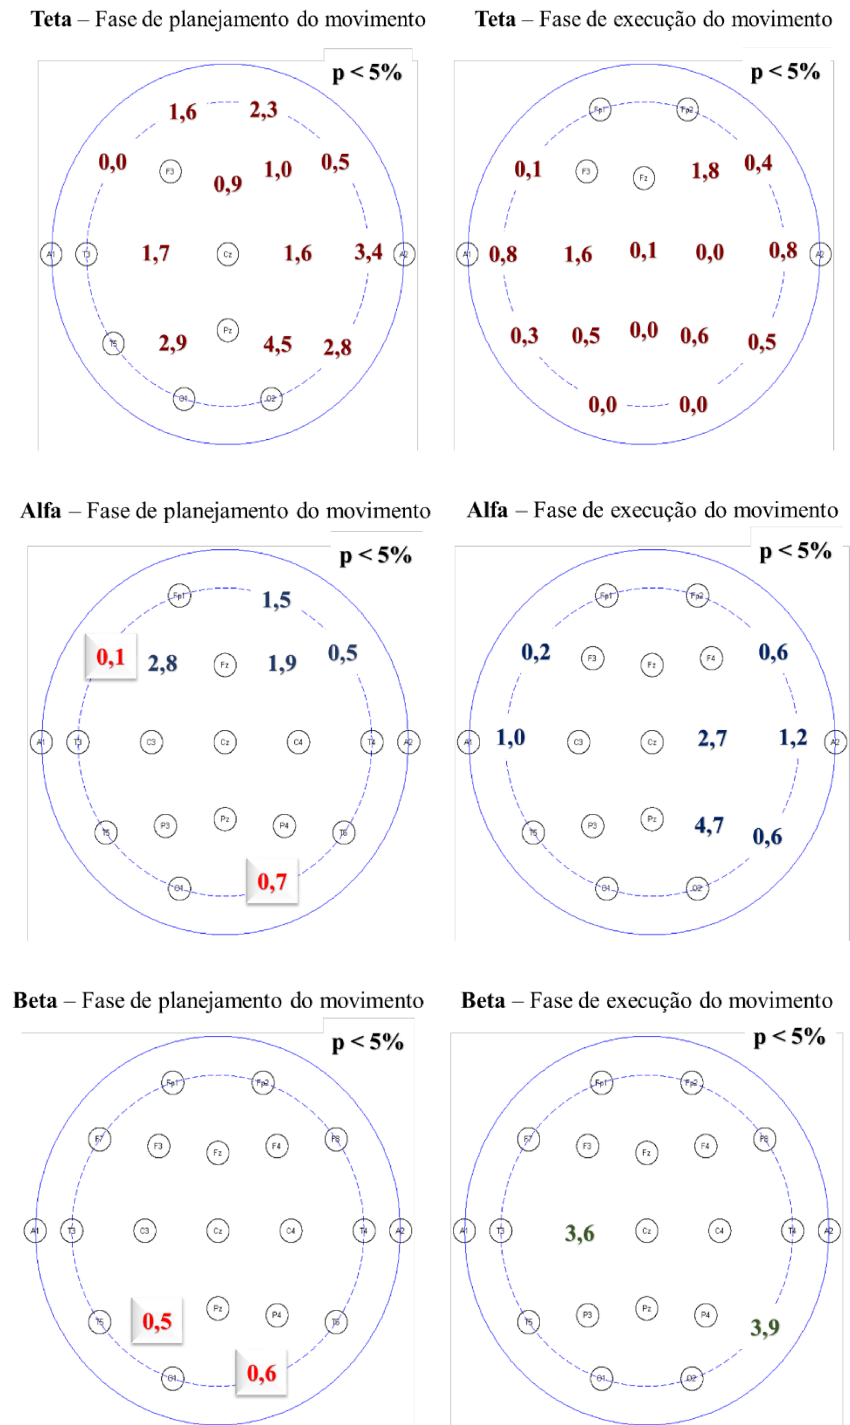 Teta – Fase de planejamento do movimento
p < 5%
1,6 2,3
0,0 F3 0,9 1,0 0,5
A1 T3 1,7 Cz 1,6 3,4 A2
T5 2,9 Pz 4,5 2,8
O1 O2
Teta – Fase de execução do movimento
p < 5%
Fp1 Fp2
0,1 F3 Fz 1,8 0,4
A1 0,8 1,6 0,1 0,0 0,8 A2
0,3 0,5 0,0 0,6 0,5
0,0 0,0
Alfa – Fase de planejamento do movimento
p < 5%
Fp1 1,5
0,1 2,8 Fz 1,9 0,5
A1 T3 C3 Cz C4 T4 A2
T5 P3 Pz P4 T6
O1 0,7
Alfa – Fase de execução do movimento
p < 5%
Fp1 Fp2
0,2 F3 Fz F4 0,6
A1 1,0 C3 Cz 2,7 1,2 A2
T5 P3 Pz 4,7 0,6
O1 O2
Beta – Fase de planejamento do movimento
p < 5%
Fp1 Fp2
F7 F3 Fz F4 F8
A1 T3 C3 Cz C4 T4 A2
T5 0,5 Pz P4 T6
O1 0,6
Beta – Fase de execução do movimento
p < 5%
Fp1 Fp2
F7 F3 Fz F4 F8
A1 T3 3,6 Cz C4 T4 A2
T5 P3 Pz P4 3,9
O1 O2